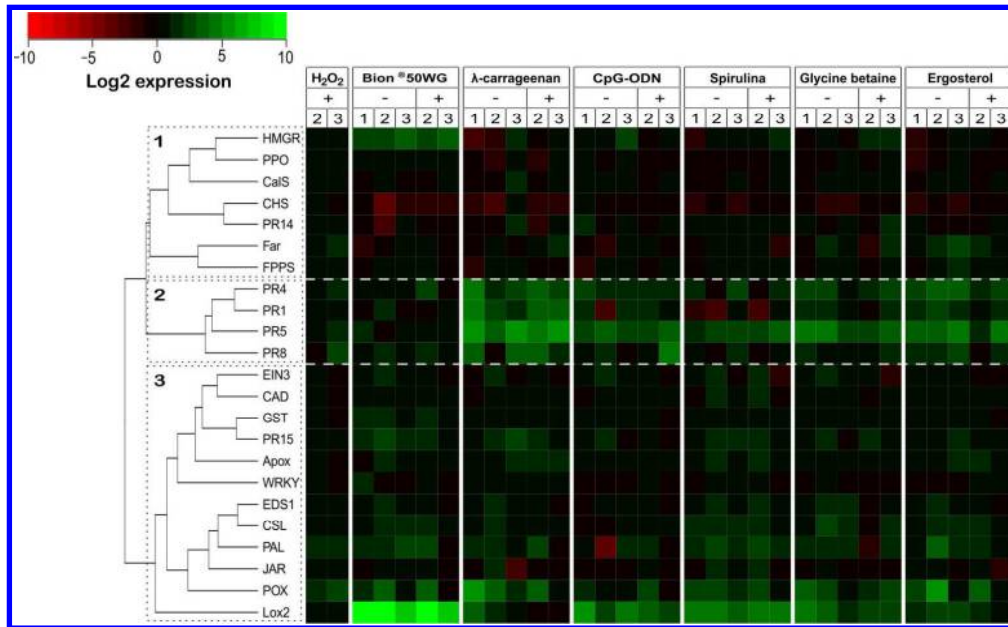 -10 -5 0 5 10
Log2 expression
H2O2 Bion ®50WG λ-carrageenan CpG-ODN Spirulina Glycine betaine Ergosterol
+ - + - + - + - + - + - +
2 3 1 2 3 2 3 1 2 3 2 3 1 2 3 2 3 1 2 3 2 3 1 2 3 2 3 1 2 3 2 3
1 HMGR
PPO
CalS
CHS
PR14
Far
FPPS
2 PR4
PR1
PR5
PR8
3 EIN3
CAD
GST
PR15
Apox
WRKY
EDS1
CSL
PAL
JAR
POX
Lox2